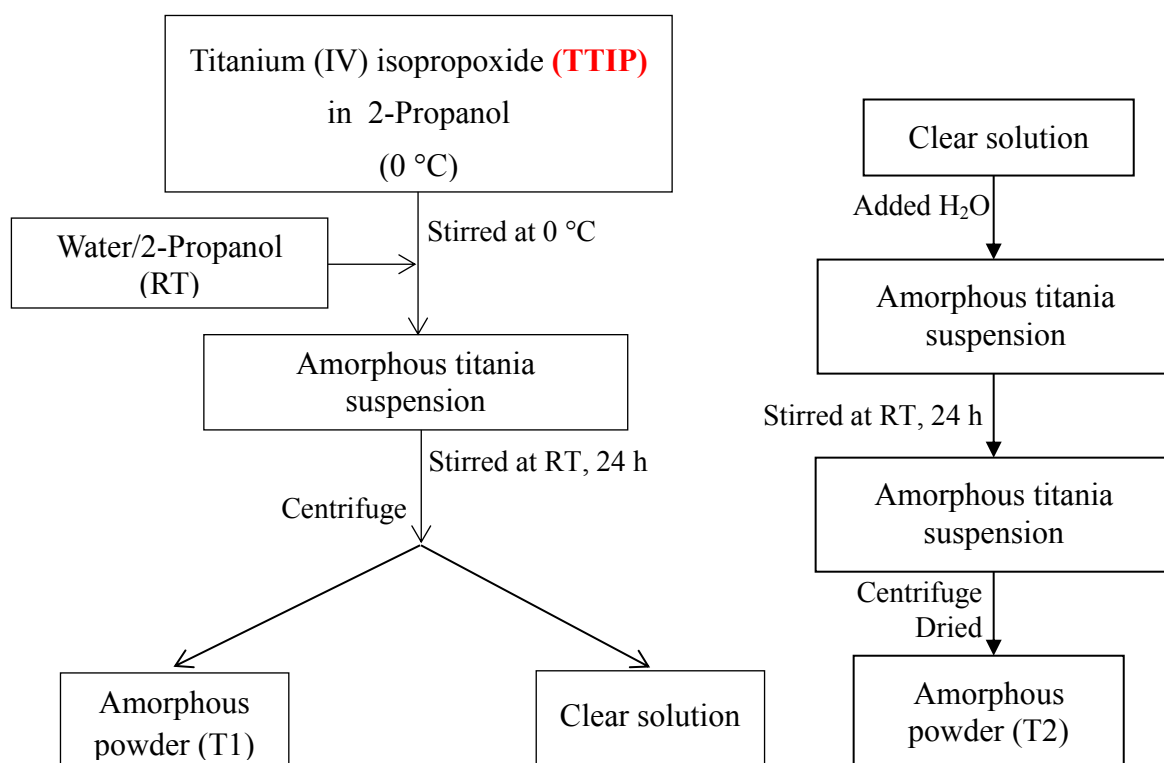 Titanium (IV) isopropoxide (TTIP)
in 2-Propanol
(0 °C)
Stirred at 0 °C
Water/2-Propanol
(RT)
Amorphous titania
suspension
Stirred at RT, 24 h
Centrifuge
Amorphous
powder (T1)
Clear solution
Clear solution
Added H₂O
Amorphous titania
suspension
Stirred at RT, 24 h
Amorphous titania
suspension
Centrifuge
Dried
Amorphous
powder (T2)